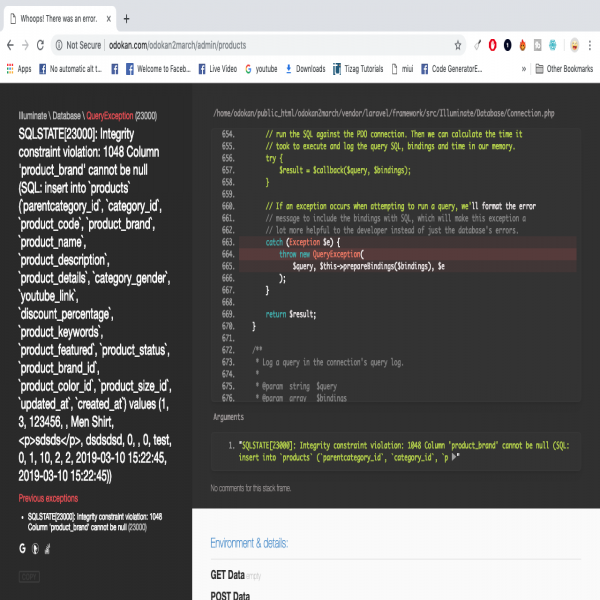 Whoops! There was an error.
Not Secure | odokan.com/odokan2march/admin/products
Apps No automatic alt t... Welcome to Faceb... Live Video youtube Downloads Tizag Tutorials miui Code GeneratorE... » Other Bookmarks
Illuminate \ Database \ QueryException (23000)
SQLSTATE[23000]: Integrity
constraint violation: 1048 Column
'product_brand' cannot be null
(SQL: insert into `products`
(`parentcategory_id`, `category_id`,
`product_code`, `product_brand`,
`product_name`,
`product_description`,
`product_details`, `category_gender`,
`youtube_link`,
`discount_percentage`,
`product_keywords`,
`product_featured`, `product_status`,
`product_brand_id`,
`product_color_id`, `product_size_id`,
`updated_at`, `created_at`) values (1,
3, 123456, , Men Shirt,
<p>sdsds</p>, dsdsdsd, 0, , 0, test,
0, 1, 10, 2, 2, 2019-03-10 15:22:45,
2019-03-10 15:22:45))
Previous exceptions
• SQLSTATE[23000]: Integrity constraint violation: 1048
Column 'product_brand' cannot be null (23000)
COPY
/home/odokan/public_html/odokan2march/vendor/laravel/framework/src/Illuminate/Database/Connection.php
654. // run the SQL against the PDO connection. Then we can calculate the time it
655. // took to execute and log the query SQL, bindings and time in our memory.
656. try {
657. $result = $callback($query, $bindings);
658. }
659.
660. // If an exception occurs when attempting to run a query, we'll format the error
661. // message to include the bindings with SQL, which will make this exception a
662. // lot more helpful to the developer instead of just the database's errors.
663. catch (Exception $e) {
664. throw new QueryException(
665. $query, $this->prepareBindings($bindings), $e
666. );
667. }
668.
669. return $result;
670. }
671.
672. /**
673. * Log a query in the connection's query log.
674. *
675. * @param string $query
676. * @param array $bindings
Arguments
1. "SQLSTATE[23000]: Integrity constraint violation: 1048 Column 'product_brand' cannot be null (SQL:
insert into `products` (`parentcategory_id`, `category_id`, `p ▶"
No comments for this stack frame.
Environment & details:
GET Data empty
POST Data